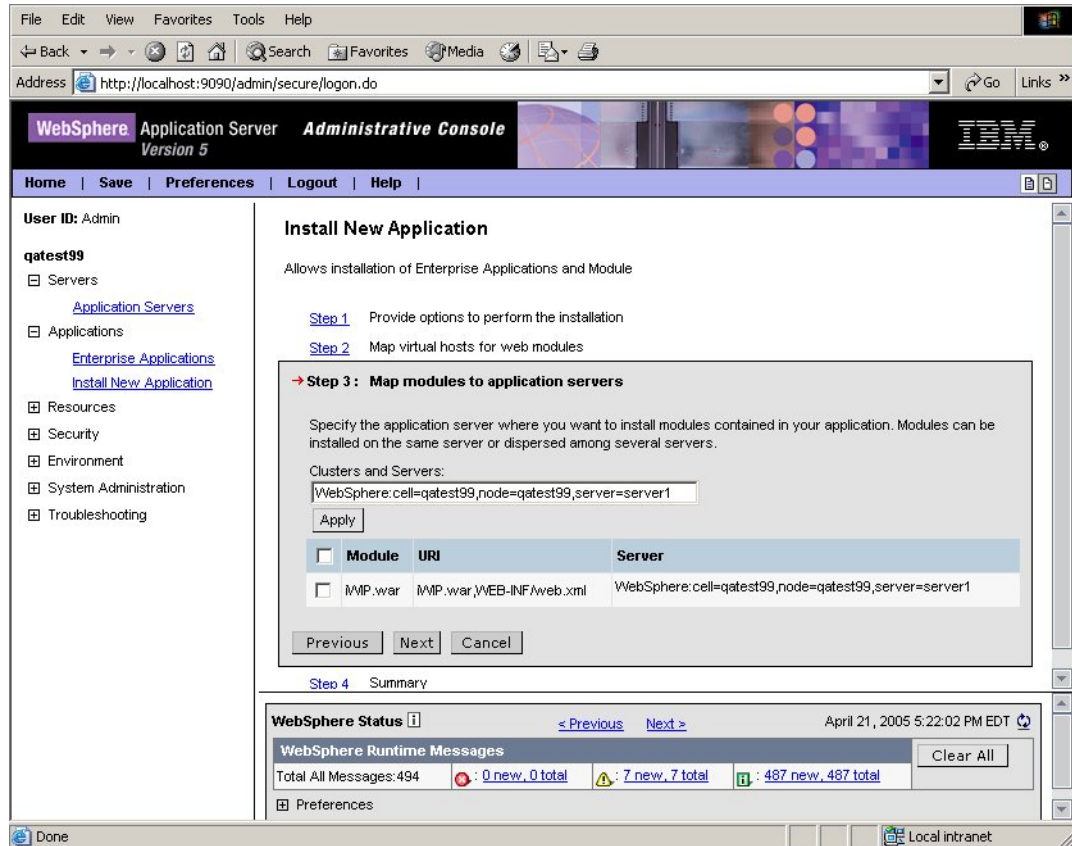 File Edit View Favorites Tools Help
Back Search Favorites Media
Address http://localhost:9090/admin/secure/logon.do Go Links »
WebSphere Application Server Administrative Console
Version 5
IBM®
Home | Save | Preferences | Logout | Help |
User ID: Admin
qatest99
Servers
Application Servers
Applications
Enterprise Applications
Install New Application
Resources
Security
Environment
System Administration
Troubleshooting
Install New Application
Allows installation of Enterprise Applications and Module
Step 1 Provide options to perform the installation
Step 2 Map virtual hosts for web modules
Step 3 : Map modules to application servers
Specify the application server where you want to install modules contained in your application. Modules can be
installed on the same server or dispersed among several servers.
Clusters and Servers:
WebSphere:cell=qatest99,node=qatest99,server=server1
Apply
Module URI Server
iWIP.war iWIP.war,WEB-INF/web.xml WebSphere:cell=qatest99,node=qatest99,server=server1
Previous Next Cancel
Step 4 Summary
WebSphere Status i < Previous Next > April 21, 2005 5:22:02 PM EDT
WebSphere Runtime Messages Clear All
Total All Messages:494 : 0 new, 0 total : 7 new, 7 total : 487 new, 487 total
Preferences
Done Local intranet